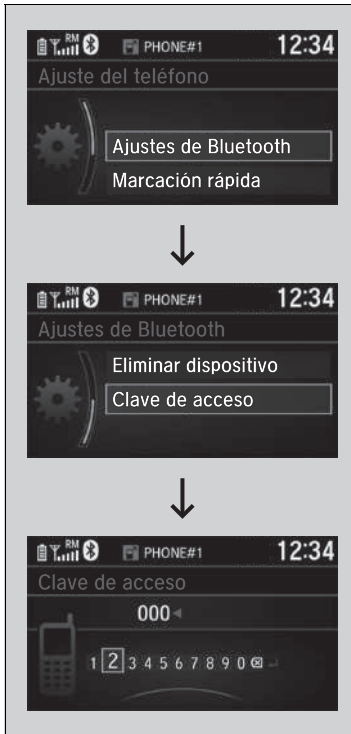 RM PHONE#1 12:34
Ajuste del teléfono
Ajustes de Bluetooth
Marcación rápida
RM PHONE#1 12:34
Ajustes de Bluetooth
Eliminar dispositivo
Clave de acceso
RM PHONE#1 12:34
Clave de acceso
000
1 2 3 4 5 6 7 8 9 0